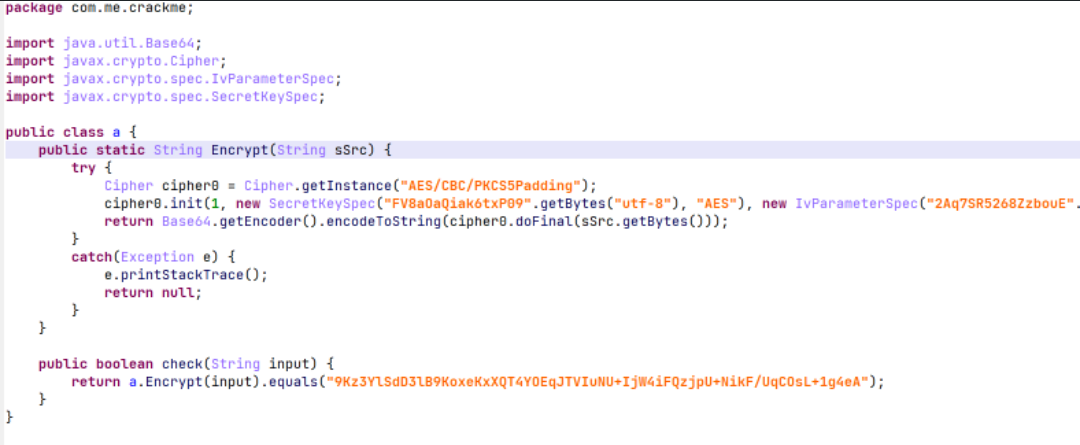 package com.me.crackme;
import java.util.Base64;
import javax.crypto.Cipher;
import javax.crypto.spec.IvParameterSpec;
import javax.crypto.spec.SecretKeySpec;
public class a {
public static String Encrypt(String sSrc) {
try {
Cipher cipher0 = Cipher.getInstance("AES/CBC/PKCS5Padding");
cipher0.init(1, new SecretKeySpec("FV8aOaQiak6txP09".getBytes("utf-8"), "AES"), new IvParameterSpec("2Aq7SR5268ZzbouE".
return Base64.getEncoder().encodeToString(cipher0.doFinal(sSrc.getBytes()));
}
catch(Exception e) {
e.printStackTrace();
return null;
}
}
public boolean check(String input) {
return a.Encrypt(input).equals("9Kz3YlSdD3lB9KoxeKxXQT4YOEqJTVIuNU+IjW4iFQzjpU+NikF/UqCOsL+1g4eA");
}
}